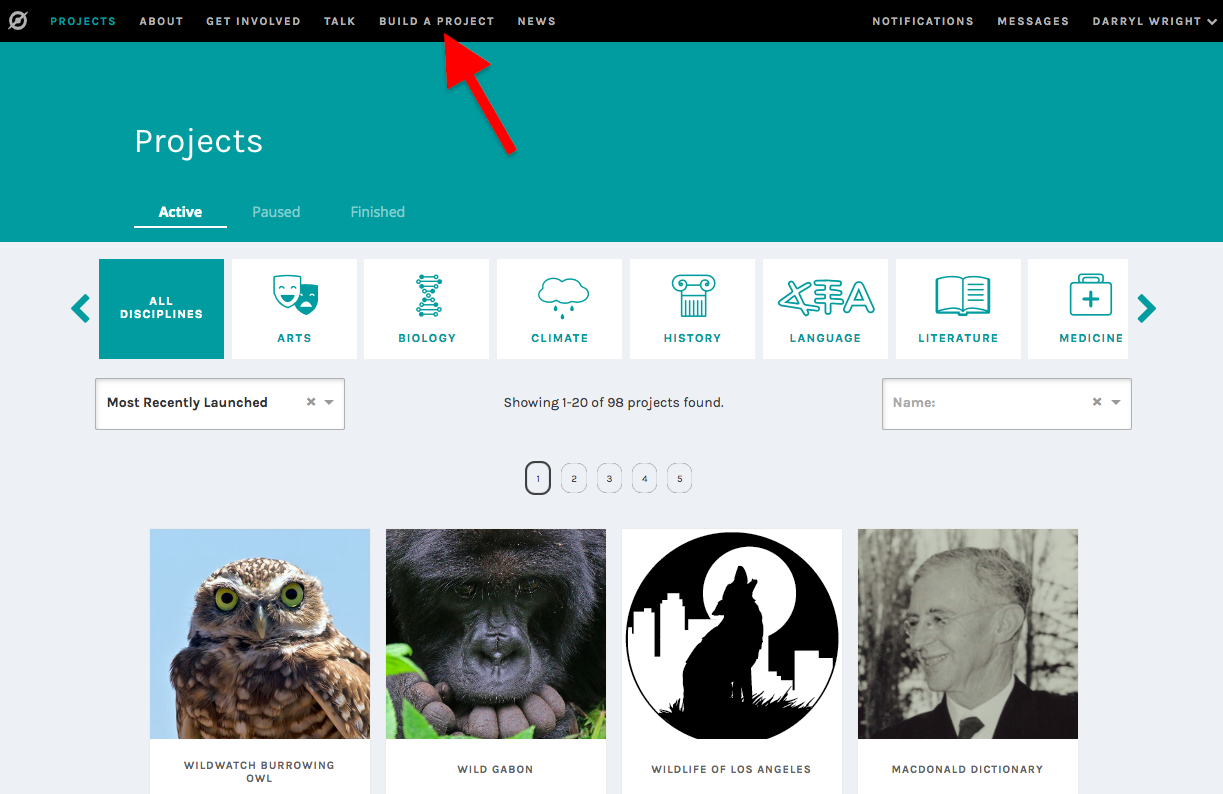 PROJECTS ABOUT GET INVOLVED TALK BUILD A PROJECT NEWS NOTIFICATIONS MESSAGES DARRYL WRIGHT
Projects
Active Paused Finished
ALL
DISCIPLINES
ARTS
BIOLOGY
CLIMATE
HISTORY
LANGUAGE
LITERATURE
MEDICINE
Most Recently Launched
Showing 1-20 of 98 projects found.
Name:
1 2 3 4 5
WILDWATCH BURROWING
OWL
WILD GABON
WILDLIFE OF LOS ANGELES
MACDONALD DICTIONARY